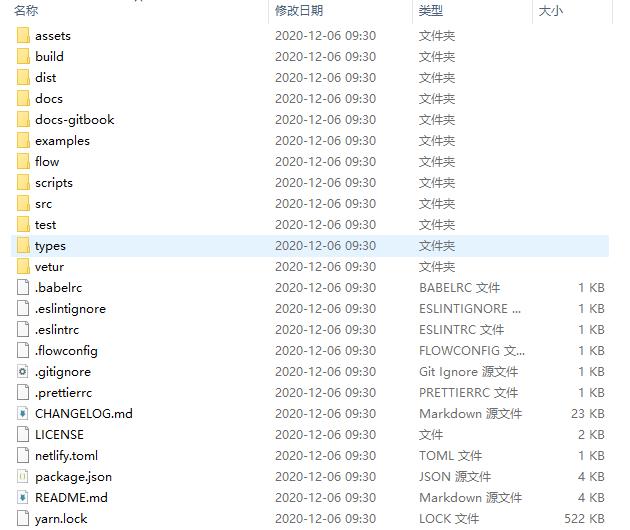 名称 修改日期 类型 大小
assets 2020-12-06 09:30 文件夹
build 2020-12-06 09:30 文件夹
dist 2020-12-06 09:30 文件夹
docs 2020-12-06 09:30 文件夹
docs-gitbook 2020-12-06 09:30 文件夹
examples 2020-12-06 09:30 文件夹
flow 2020-12-06 09:30 文件夹
scripts 2020-12-06 09:30 文件夹
src 2020-12-06 09:30 文件夹
test 2020-12-06 09:30 文件夹
types 2020-12-06 09:30 文件夹
vetur 2020-12-06 09:30 文件夹
.babelrc 2020-12-06 09:30 BABELRC 文件 1 KB
.eslintignore 2020-12-06 09:30 ESLINTIGNORE ... 1 KB
.eslintrc 2020-12-06 09:30 ESLINTRC 文件 1 KB
.flowconfig 2020-12-06 09:30 FLOWCONFIG 文... 1 KB
.gitignore 2020-12-06 09:30 Git Ignore 源文件 1 KB
.prettierrc 2020-12-06 09:30 PRETTIERRC 文件 1 KB
CHANGELOG.md 2020-12-06 09:30 Markdown 源文件 23 KB
LICENSE 2020-12-06 09:30 文件 2 KB
netlify.toml 2020-12-06 09:30 TOML 文件 1 KB
package.json 2020-12-06 09:30 JSON 源文件 4 KB
README.md 2020-12-06 09:30 Markdown 源文件 4 KB
yarn.lock 2020-12-06 09:30 LOCK 文件 522 KB